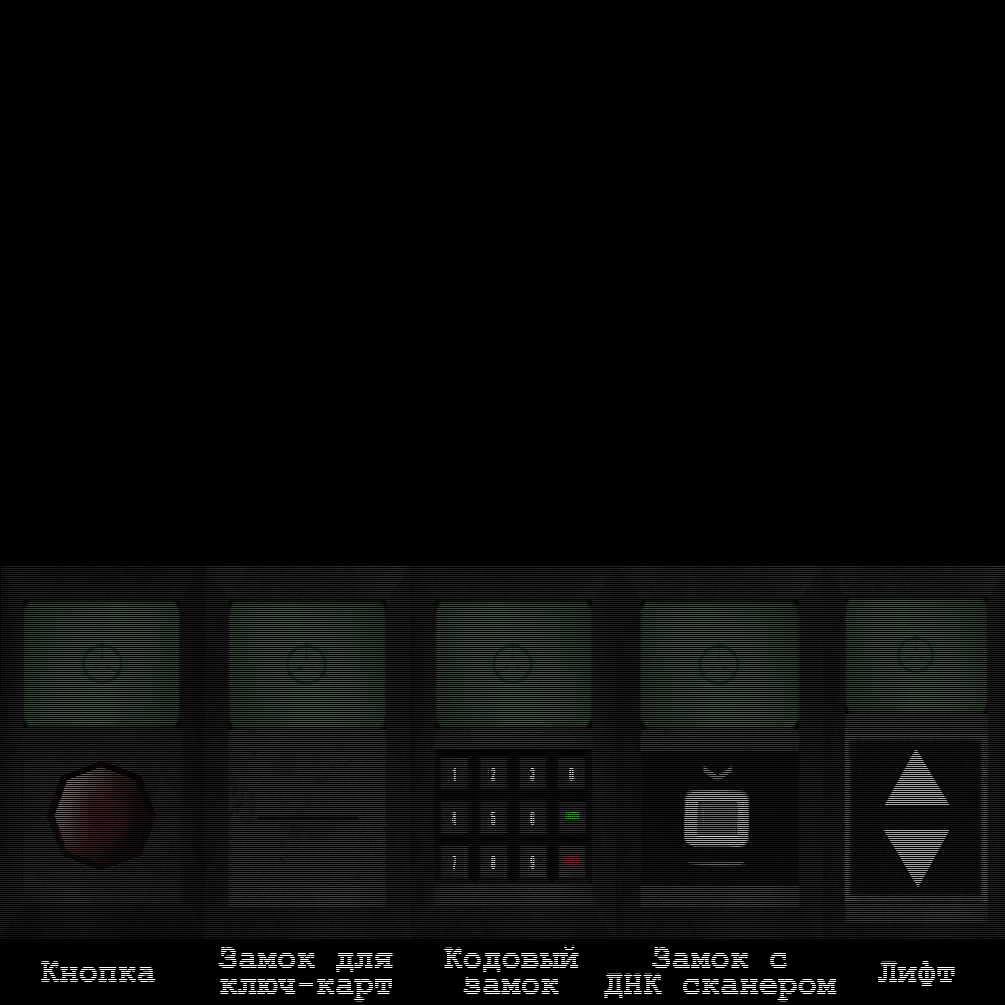 1 2 3 0
4 5 6
7 8 9
Кнопка
Замок для
ключ-карт
Кодовый
замок
Замок с
ДНК сканером
Лифт